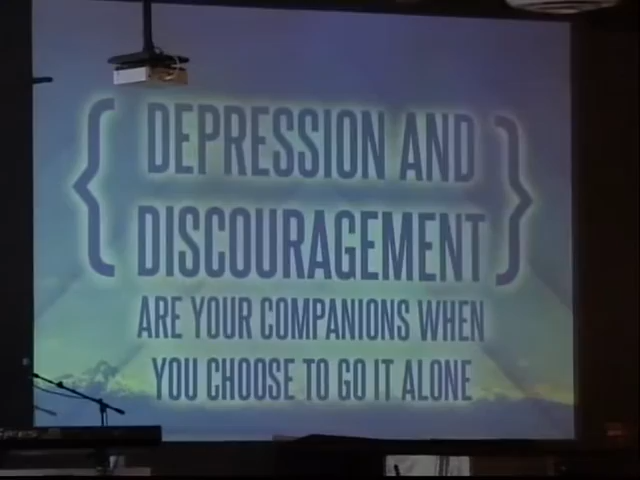 { DEPRESSION AND
DISCOURAGEMENT }
ARE YOUR COMPANIONS WHEN
YOU CHOOSE TO GO IT ALONE